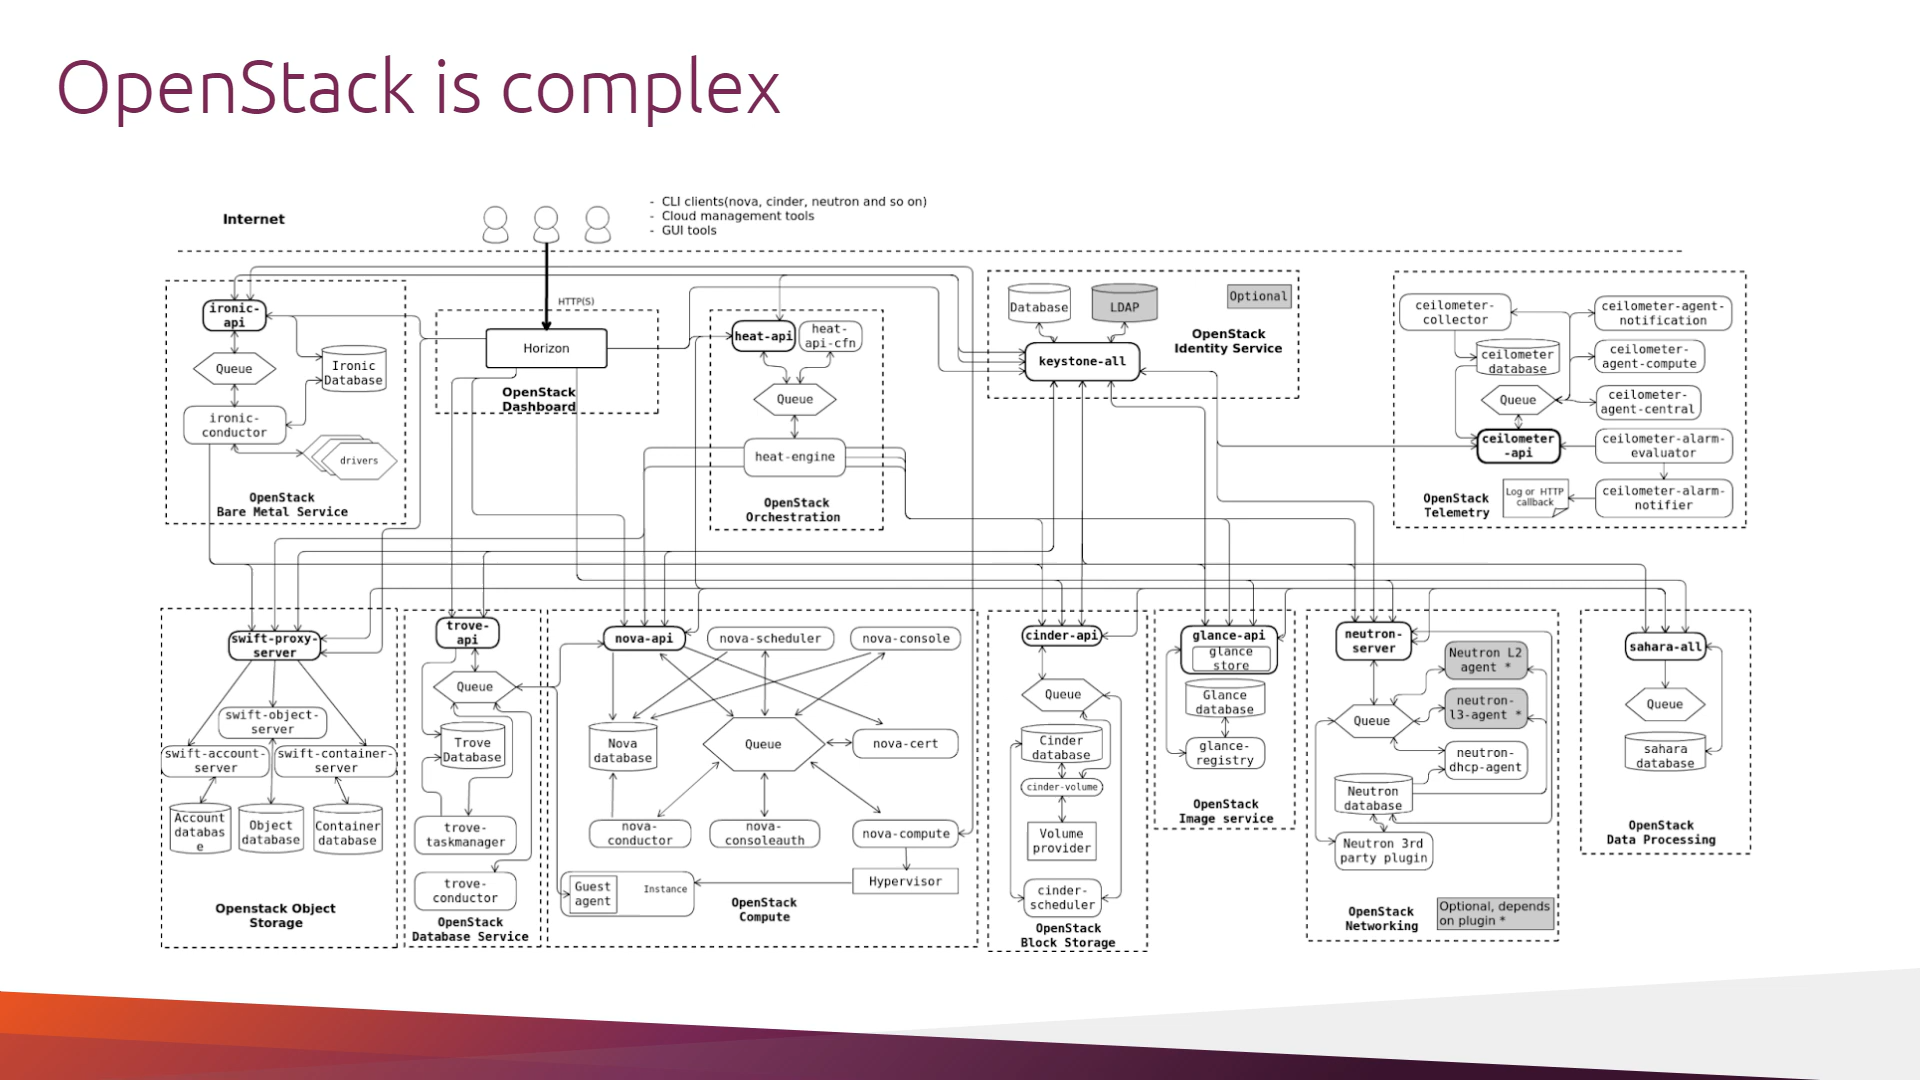 OpenStack is complex
Internet
- CLI clients(nova, cinder, neutron and so on)
- Cloud management tools
- GUI tools
HTTP(S)
ironic-
api
Queue
Ironic
Database
ironic-
conductor
drivers
OpenStack
Bare Metal Service
Horizon
OpenStack
Dashboard
heat-api
heat-
api-cfn
Queue
heat-engine
OpenStack
Orchestration
Database
LDAP
Optional
OpenStack
Identity Service
keystone-all
ceilometer-
collector
ceilometer-agent-
notification
ceilometer
database
ceilometer-
agent-compute
Queue
ceilometer-
agent-central
ceilometer
-api
ceilometer-alarm-
evaluator
OpenStack
Telemetry
Log or HTTP
callback
ceilometer-alarm-
notifier
swift-proxy-
server
swift-object-
server
swift-account-
server
swift-container-
server
Account
databas
e
Object
database
Container
database
Openstack Object
Storage
trove-
api
Queue
Trove
Database
trove-
taskmanager
trove-
conductor
OpenStack
Database Service
nova-api
nova-scheduler
nova-console
Nova
database
Queue
nova-cert
nova-
conductor
nova-
consoleauth
nova-compute
Guest
agent
Instance
Hypervisor
OpenStack
Compute
cinder-api
Queue
Cinder
database
cinder-volume
Volume
provider
cinder-
scheduler
OpenStack
Block Storage
glance-api
glance
store
Glance
database
glance-
registry
OpenStack
Image service
neutron-
server
Neutron L2
agent *
Queue
neutron-
l3-agent *
neutron-
dhcp-agent
Neutron
database
Neutron 3rd
party plugin
OpenStack
Networking
Optional, depends
on plugin *
sahara-all
Queue
sahara
database
OpenStack
Data Processing